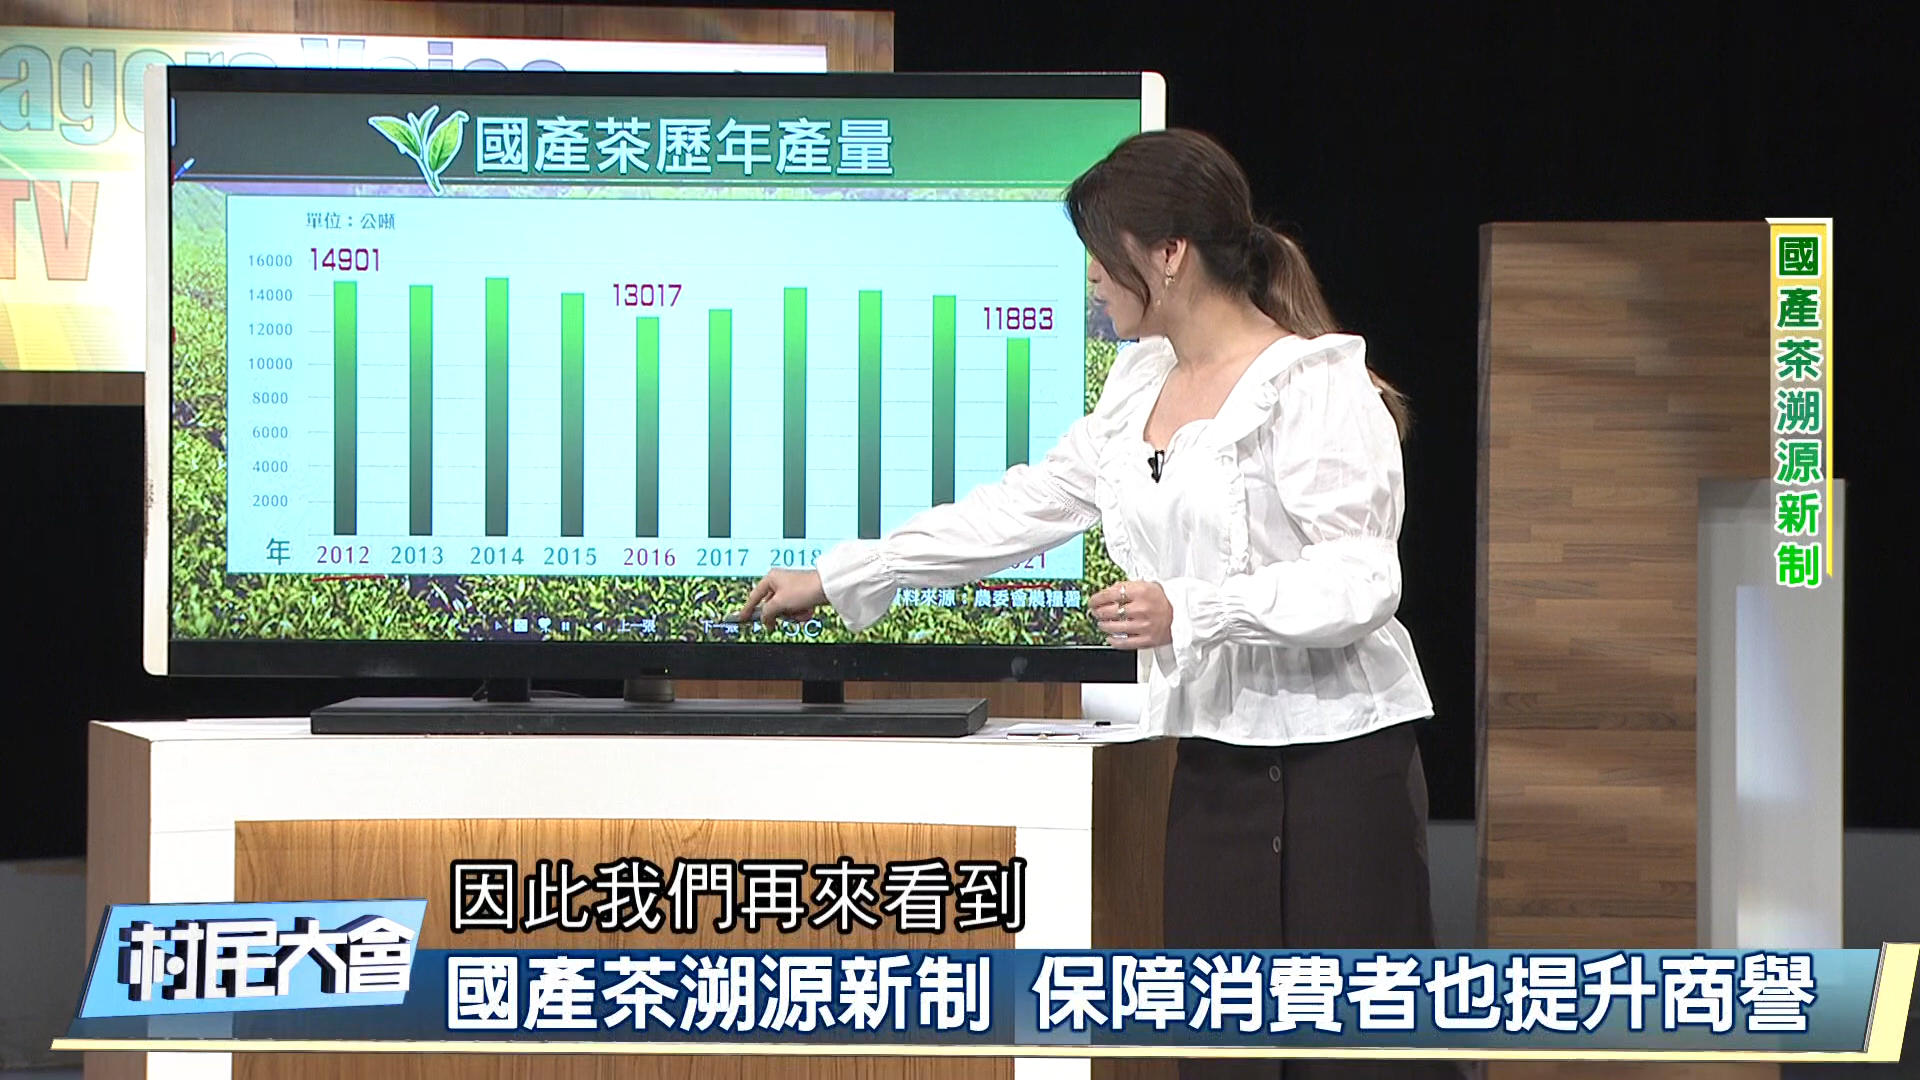 國產茶歷年產量
單位：公噸
16000
14000
12000
10000
8000
6000
4000
2000
14901
13017
11883
年 2012 2013 2014 2015 2016 2017 2018
料來源：農委會農糧署
上一張 下一張
TV
國產茶溯源新制
因此我們再來看到
村民大會
國產茶溯源新制 保障消費者也提升商譽